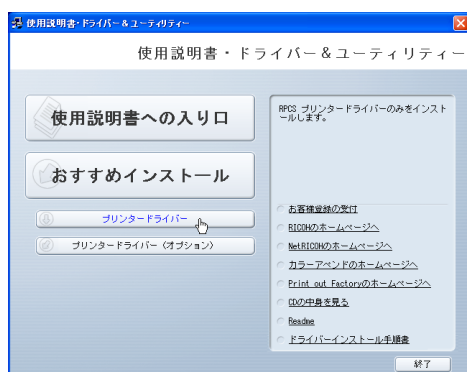 使用説明書・ドライバー＆ユーティリティー
使用説明書・ドライバー＆ユーティリティー
使用説明書への入り口
おすすめインストール
プリンタードライバー
プリンタードライバー（オプション）
RPCS プリンタードライバーのみをインスト
ールします。
お客様登録の受付
RICOHのホームページへ
NetRICOHのホームページへ
カラーアペンドのホームページへ
Print out Factoryのホームページへ
CDの中身を見る
Readme
ドライバーインストール手順書
終了